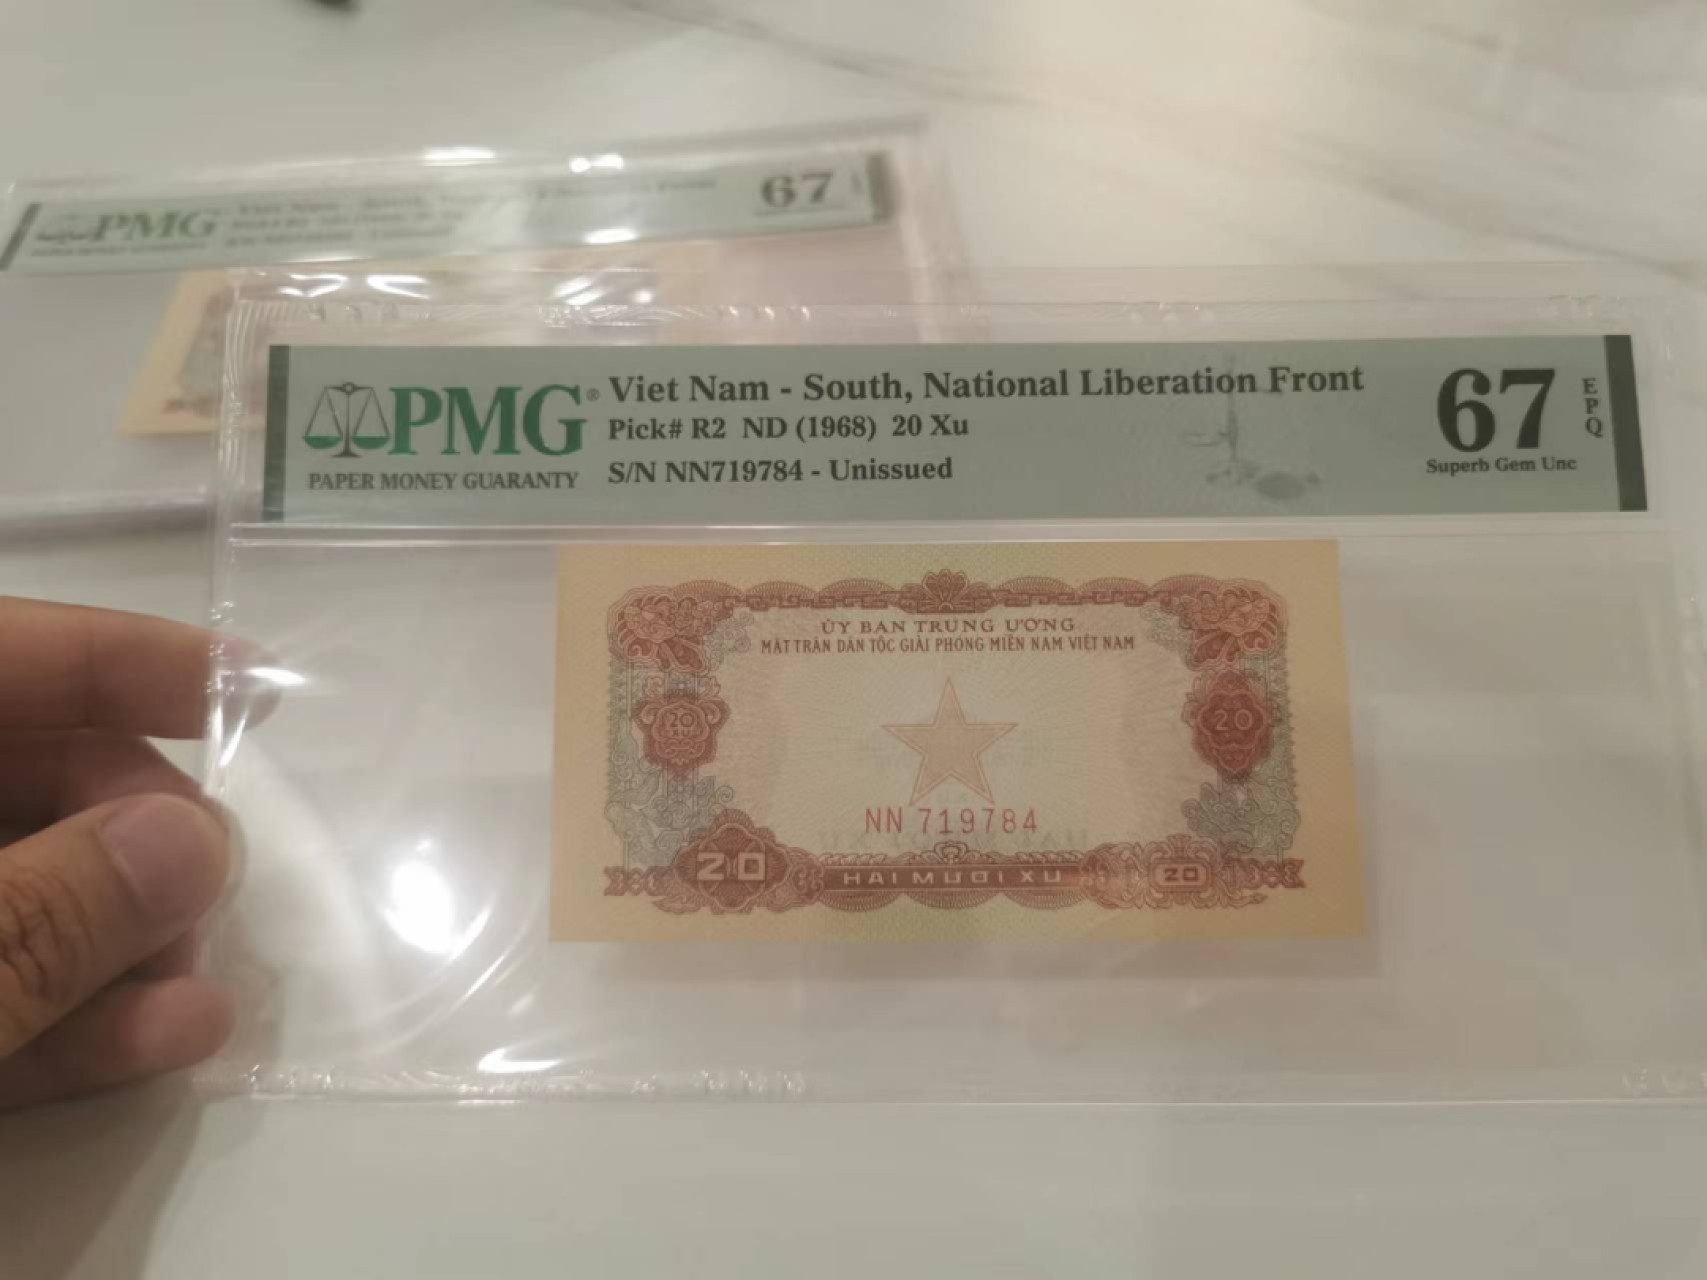 PMG
67
PMG®
PAPER MONEY GUARANTY
Viet Nam - South, National Liberation Front
Pick# R2 ND (1968) 20 Xu
S/N NN719784 - Unissued
67
EPQ
Superb Gem Unc
ỦY BAN TRUNG ƯƠNG
MẶT TRẬN DÂN TỘC GIẢI PHÓNG MIỀN NAM VIỆT NAM
20
XU
20
NN 719784
20
HAI MUOI XU
20